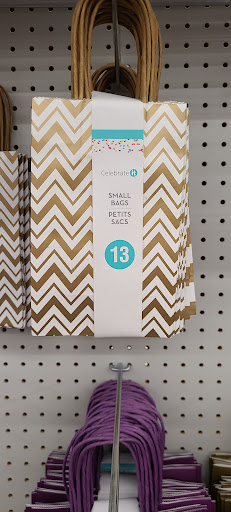 Celebrate It
SMALL
BAGS
PETITS
SACS
13